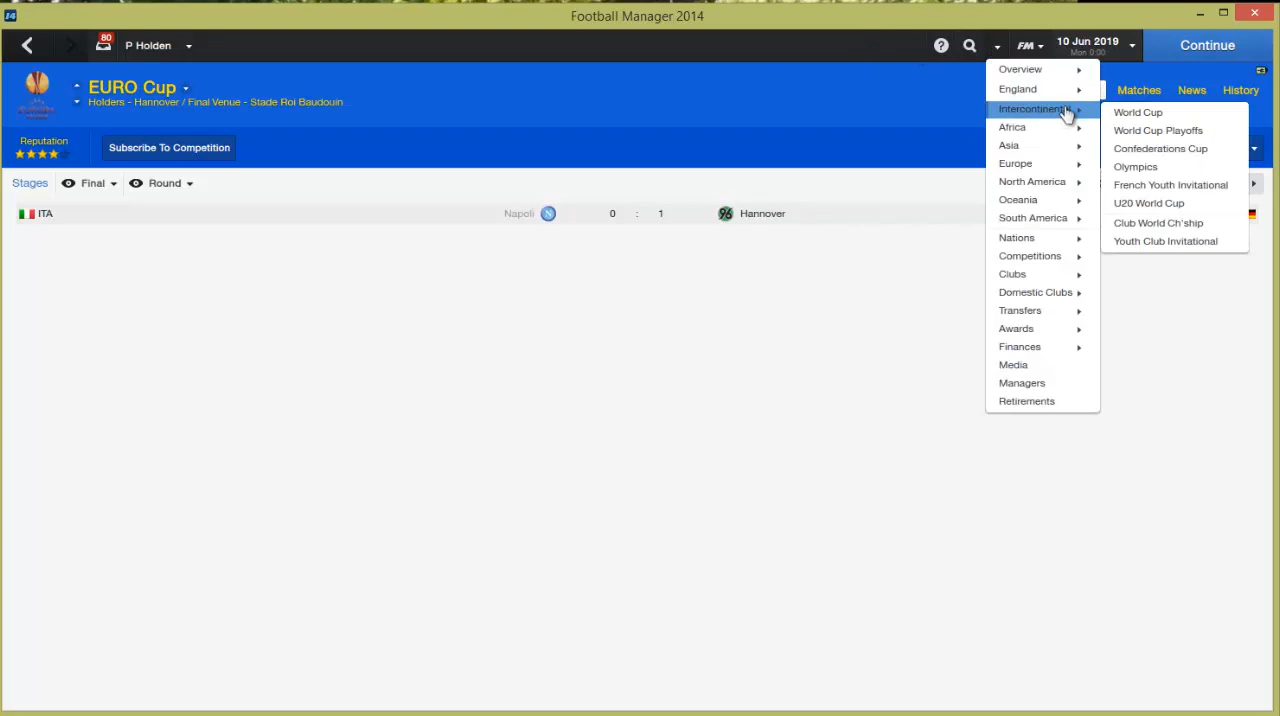 14
Football Manager 2014
80
P Holden
FM
10 Jun 2019
Mon 0:00
Continue
EURO Cup
Holders - Hannover / Final Venue - Stade Roi Baudouin
Matches
News
History
Reputation
Subscribe To Competition
Stages
Final
Round
ITA
Napoli
0 : 1
96
Hannover
Overview
England
Intercontinental
Africa
Asia
Europe
North America
Oceania
South America
Nations
Competitions
Clubs
Domestic Clubs
Transfers
Awards
Finances
Media
Managers
Retirements
World Cup
World Cup Playoffs
Confederations Cup
Olympics
French Youth Invitational
U20 World Cup
Club World Ch'ship
Youth Club Invitational